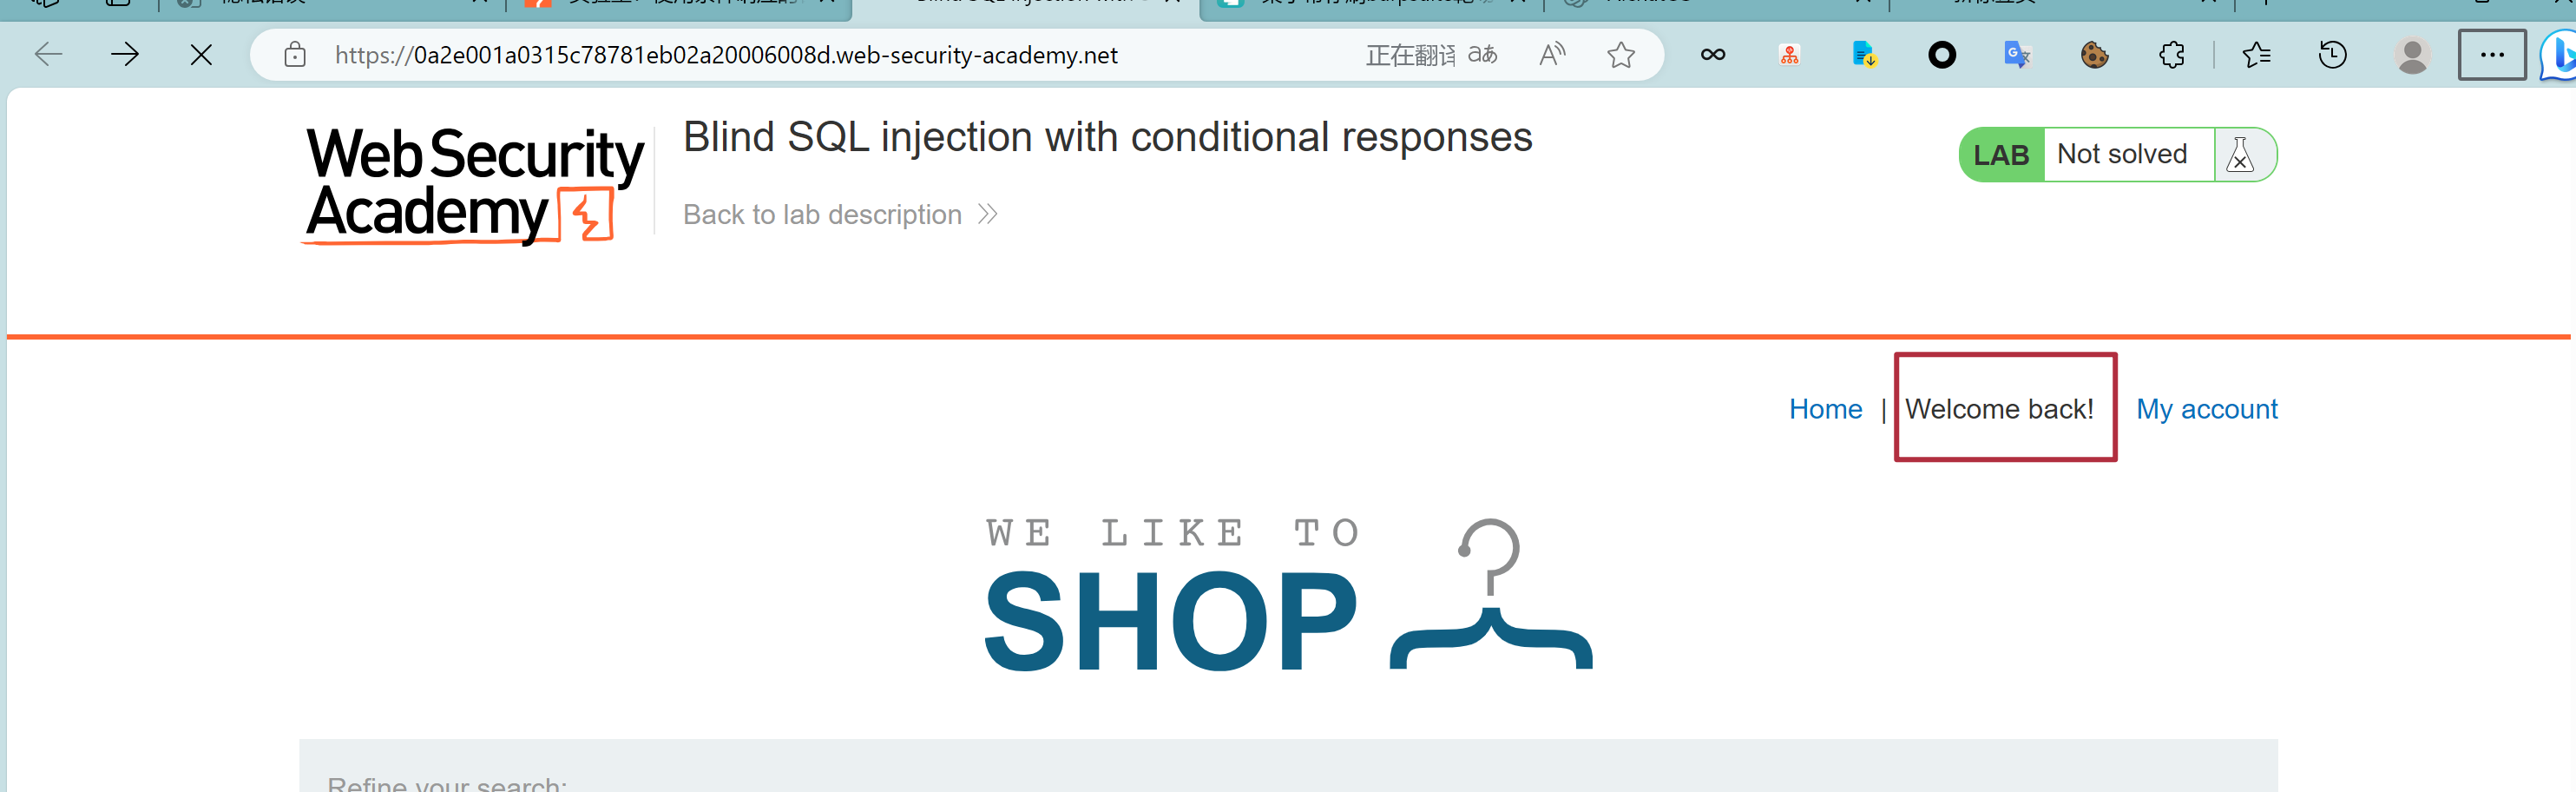 https://0a2e001a0315c78781eb02a20006008d.web-security-academy.net 正在翻译
Web Security
Academy
Blind SQL injection with conditional responses
Back to lab description
LAB Not solved
Home | Welcome back! My account
WE LIKE TO
SHOP
Refine your search: